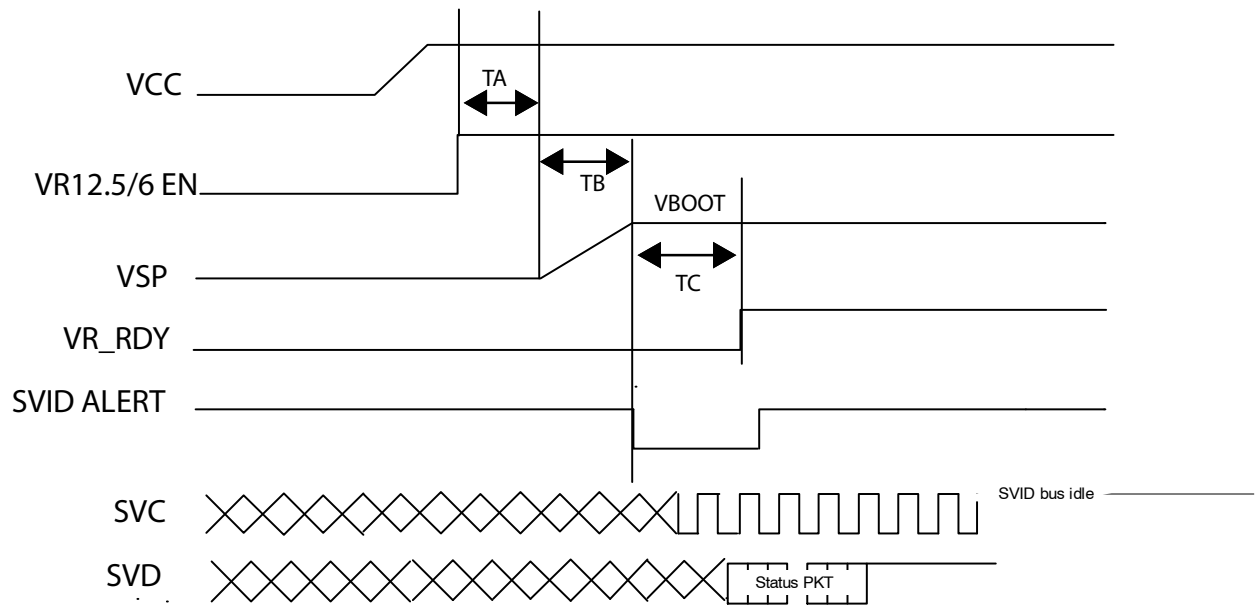 TA
VCC
VR12.5/6 EN
TB
VBOOT
VSP
TC
VR_RDY
SVID ALERT
SVC
SVID bus idle
SVD
Status PKT